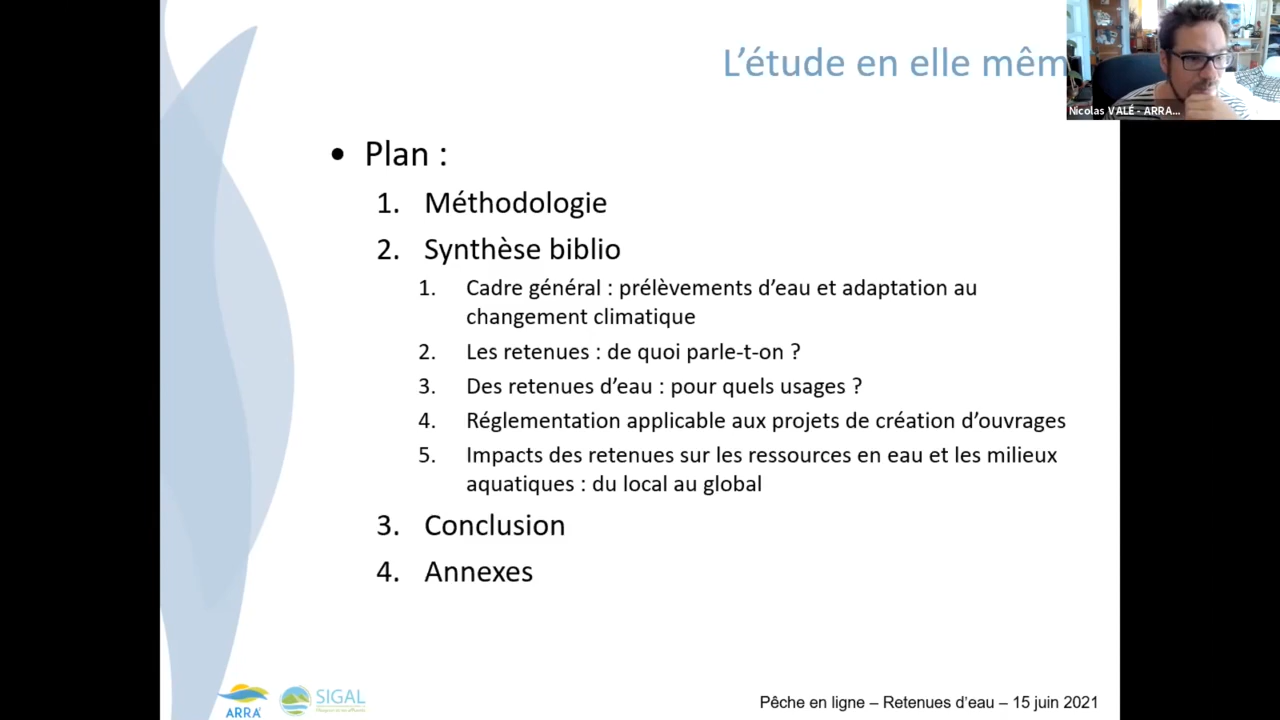 L’étude en elle mêm
Nicolas VALÉ - ARRA...
• Plan :
1. Méthodologie
2. Synthèse biblio
1. Cadre général : prélèvements d’eau et adaptation au
changement climatique
2. Les retenues : de quoi parle-t-on ?
3. Des retenues d’eau : pour quels usages ?
4. Réglementation applicable aux projets de création d’ouvrages
5. Impacts des retenues sur les ressources en eau et les milieux
aquatiques : du local au global
3. Conclusion
4. Annexes
ARRA²
SIGAL
Pêche en ligne – Retenues d’eau – 15 juin 2021